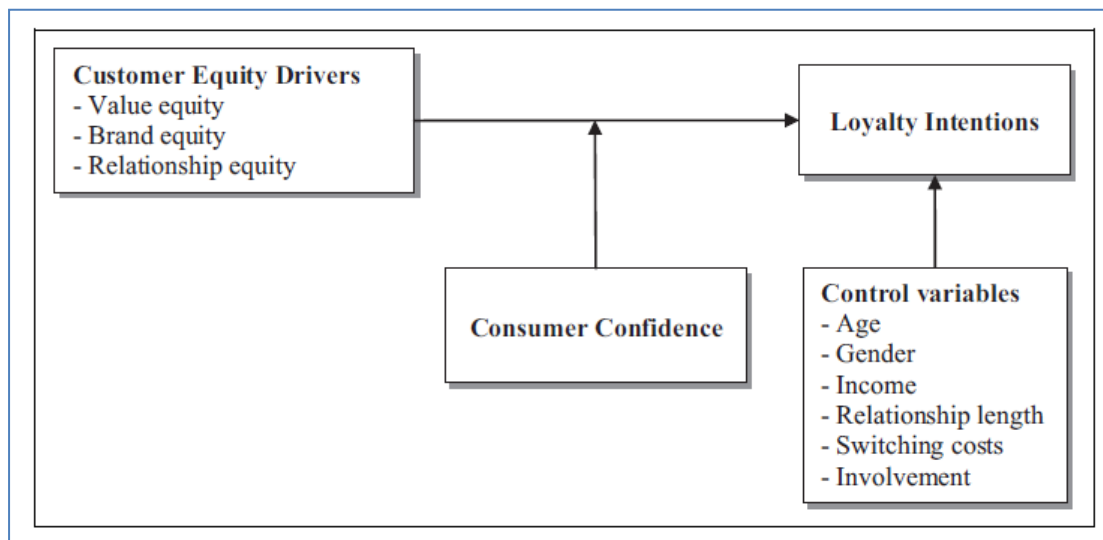 Customer Equity Drivers
- Value equity
- Brand equity
- Relationship equity
Loyalty Intentions
Consumer Confidence
Control variables
- Age
- Gender
- Income
- Relationship length
- Switching costs
- Involvement